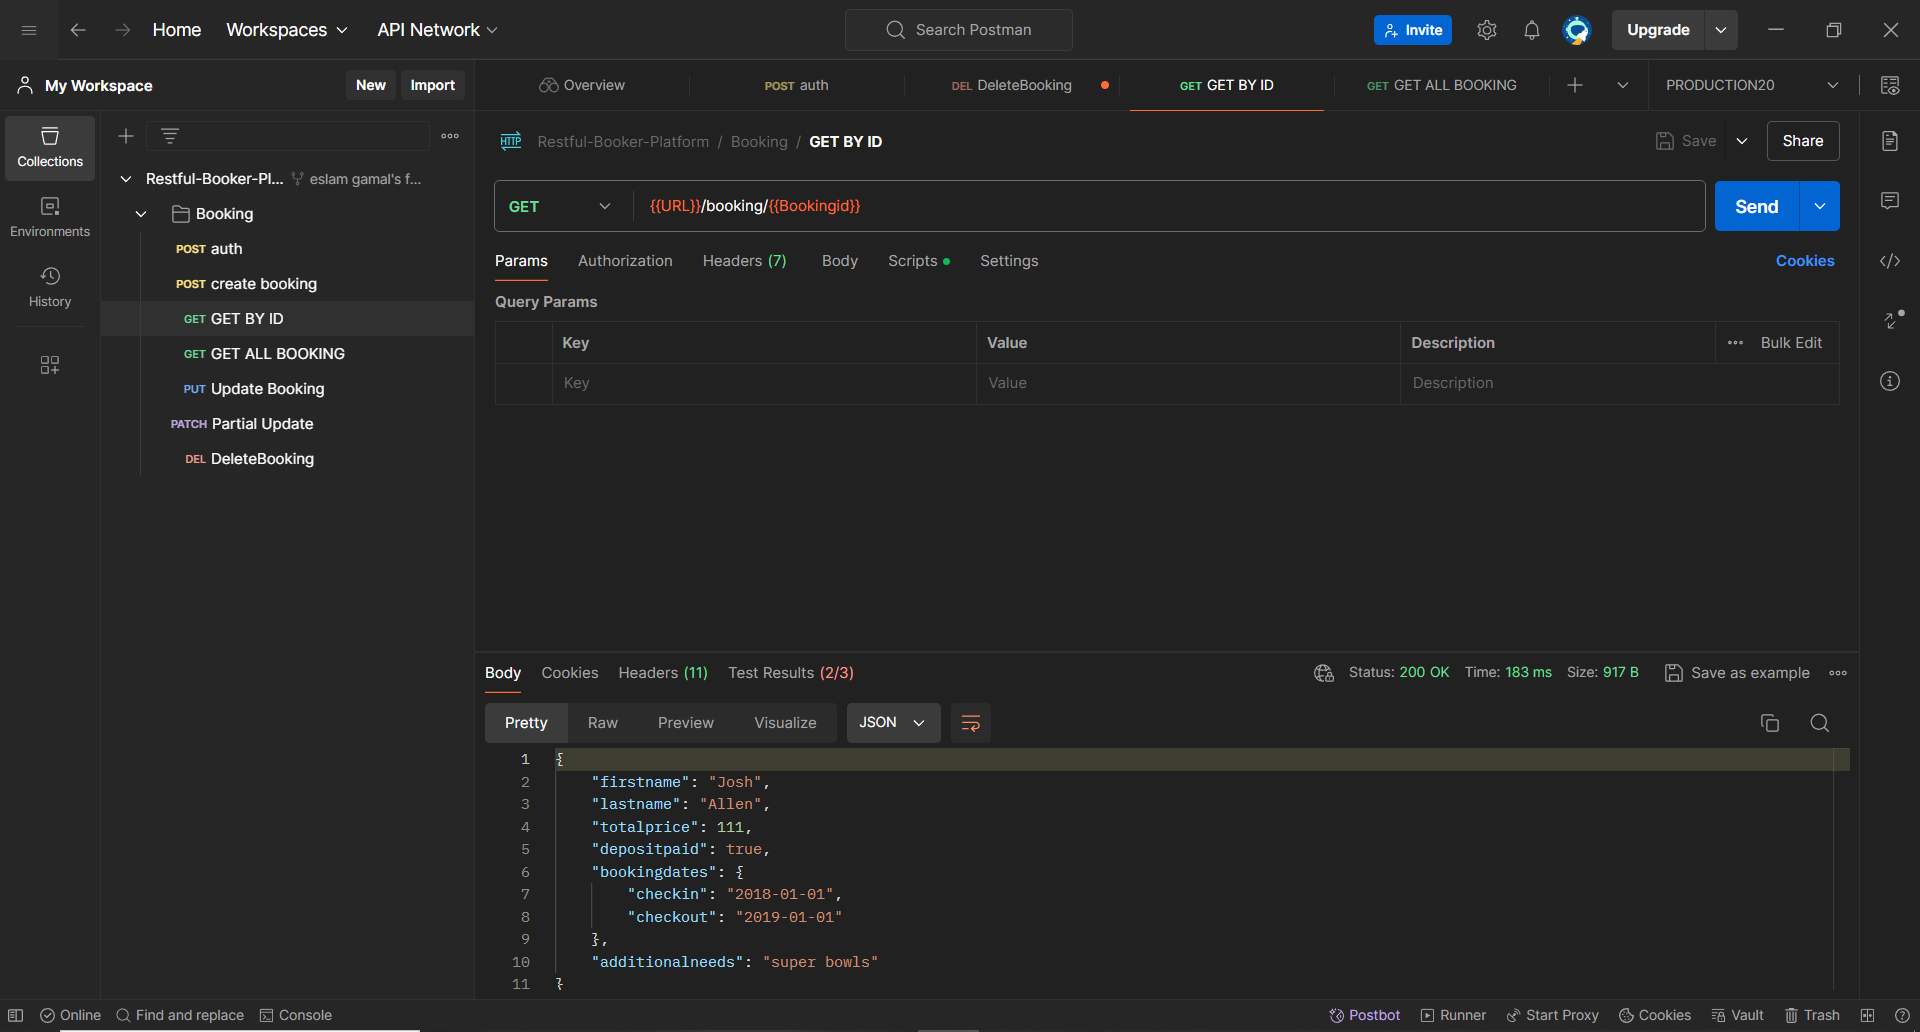 Home Workspaces API Network Search Postman Invite Upgrade
My Workspace New Import Overview POST auth DEL DeleteBooking GET GET BY ID GET GET ALL BOOKING PRODUCTION20
Collections
Environments
History
Restful-Booker-Pl... eslam gamal's f...
Booking
POST auth
POST create booking
GET GET BY ID
GET GET ALL BOOKING
PUT Update Booking
PATCH Partial Update
DEL DeleteBooking
HTTP Restful-Booker-Platform / Booking / GET BY ID Save Share
GET {{URL}}/booking/{{Bookingid}} Send
Params Authorization Headers (7) Body Scripts Settings Cookies
Query Params
Key Value Description Bulk Edit
Key Value Description
Body Cookies Headers (11) Test Results (2/3) Status: 200 OK Time: 183 ms Size: 917 B Save as example
Pretty Raw Preview Visualize JSON
1 {
2 "firstname": "Josh",
3 "lastname": "Allen",
4 "totalprice": 111,
5 "depositpaid": true,
6 "bookingdates": {
7 "checkin": "2018-01-01",
8 "checkout": "2019-01-01"
9 },
10 "additionalneeds": "super bowls"
11 }
Online Find and replace Console Postbot Runner Start Proxy Cookies Vault Trash